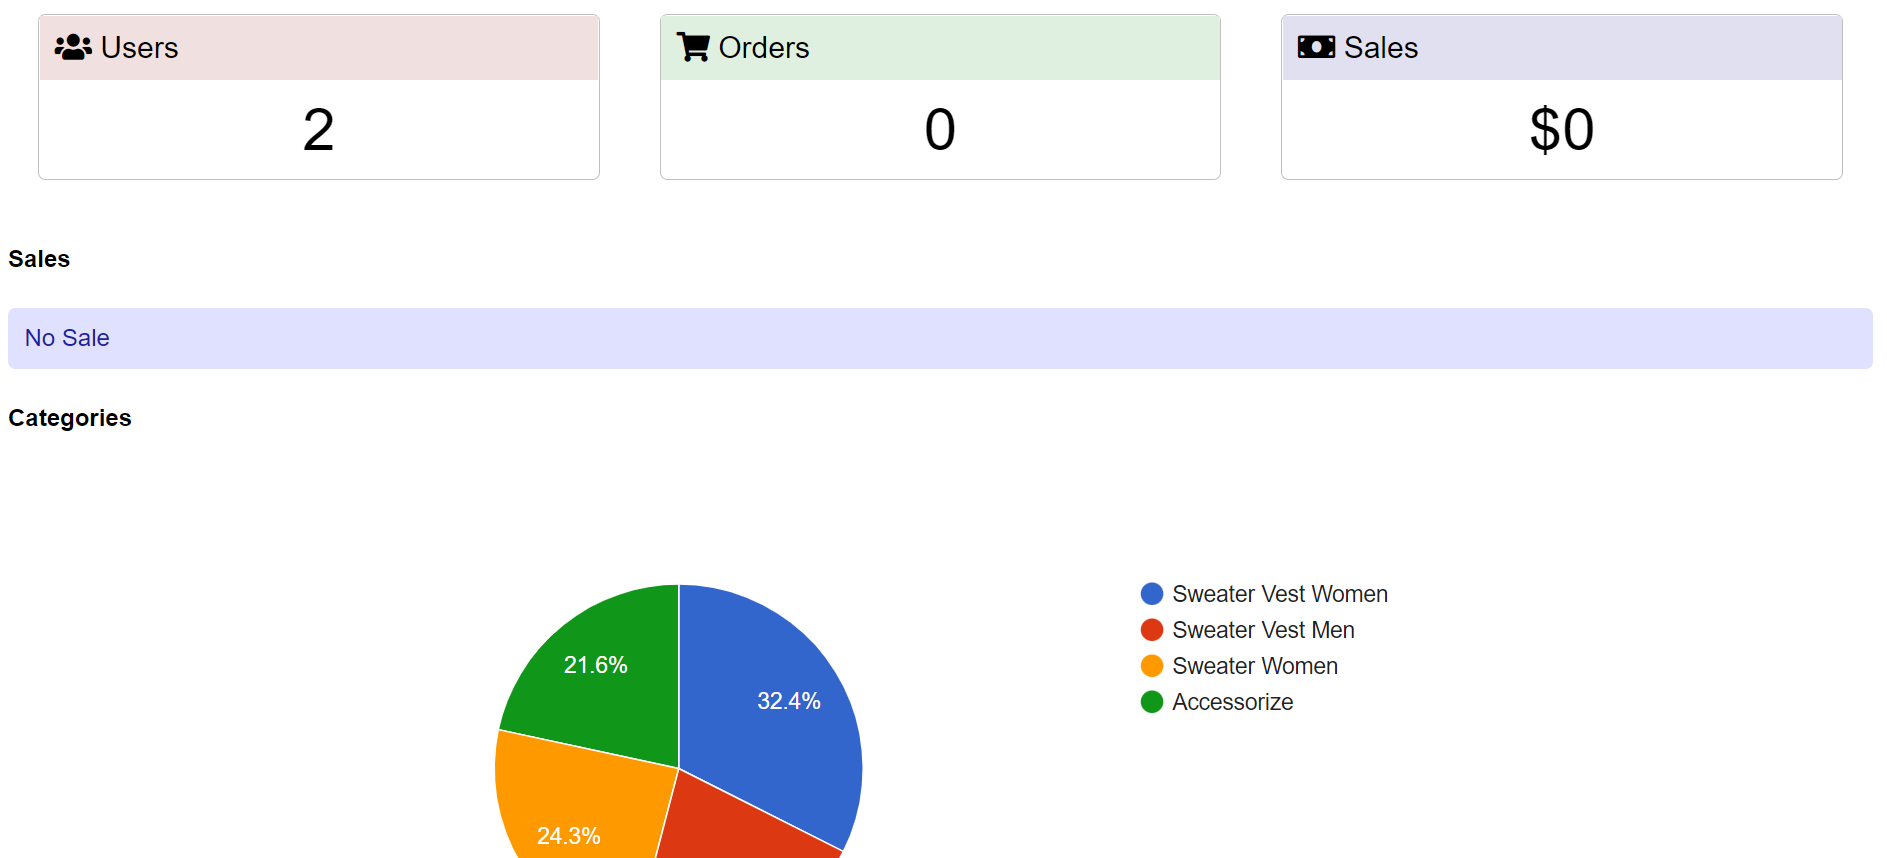 Users
Orders
Sales
2
0
$0
Sales
No Sale
Categories
21.6%
32.4%
24.3%
Sweater Vest Women
Sweater Vest Men
Sweater Women
Accessorize